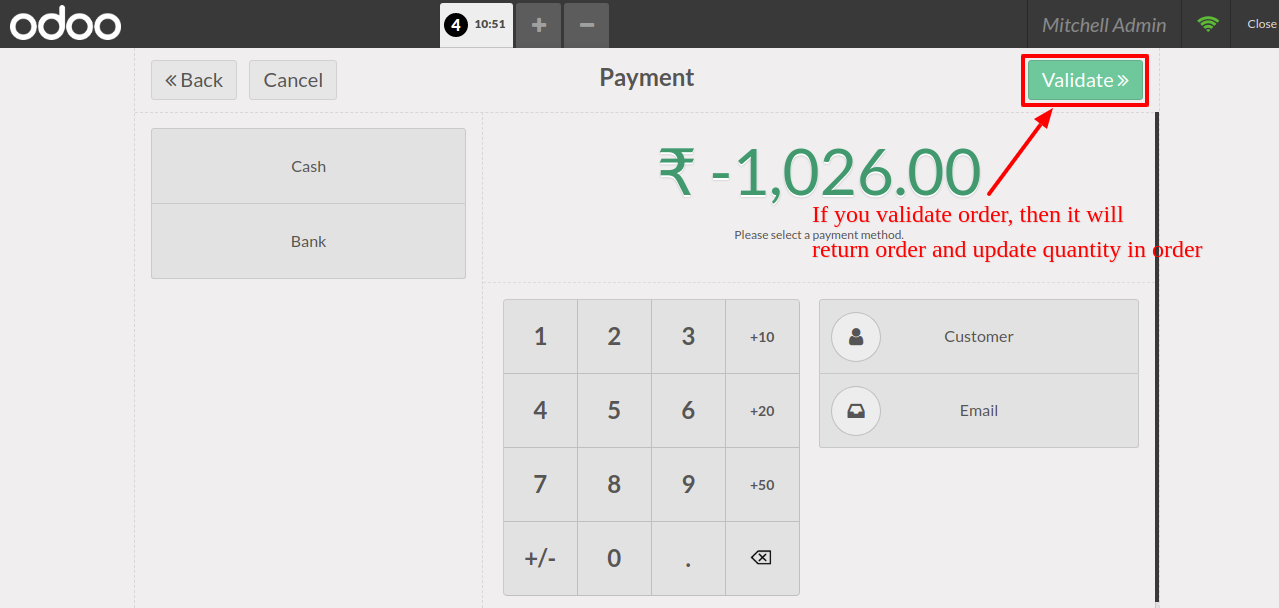 odoo
4 10:51 + −
Mitchell Admin
Close
« Back
Cancel
Payment
Validate »
Cash
Bank
₹ -1,026.00
If you validate order, then it will
Please select a payment method.
return order and update quantity in order
1 2 3 +10
4 5 6 +20
7 8 9 +50
+/- 0 .
Customer
Email